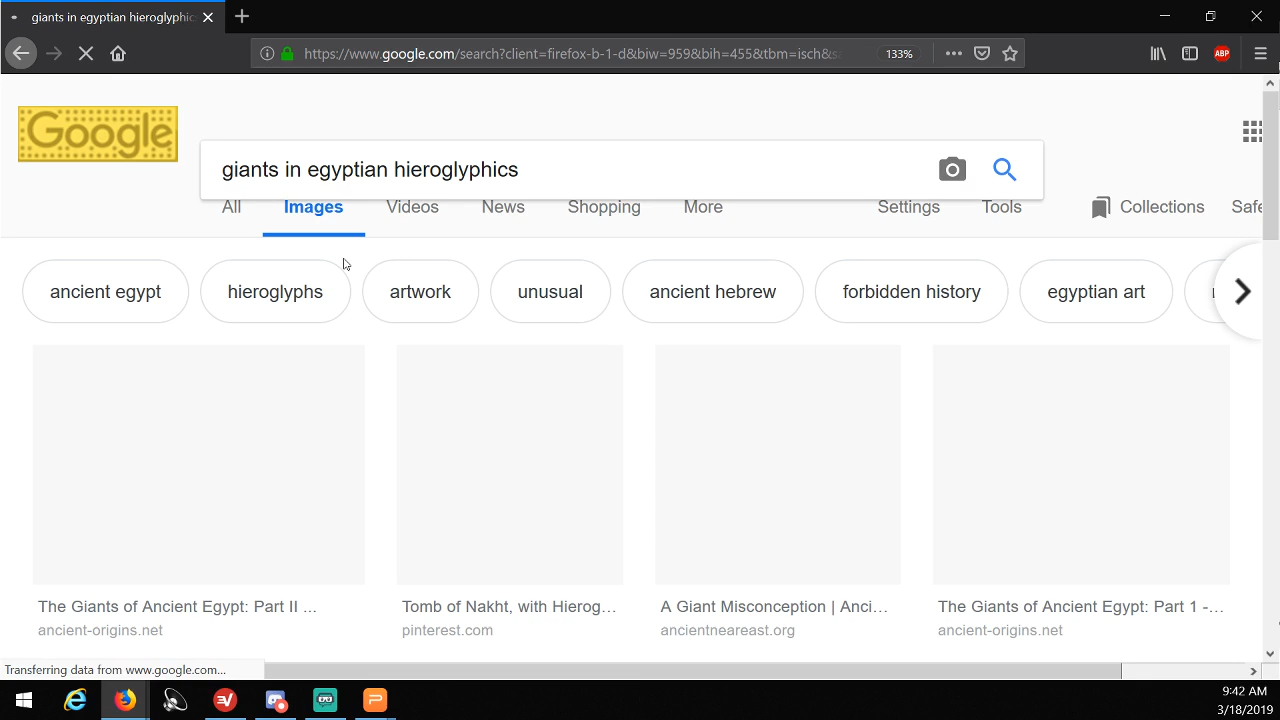 giants in egyptian hieroglyphic
https://www.google.com/search?client=firefox-b-1-d&biw=959&bih=455&tbm=isch&s
133%
ABP
Google
giants in egyptian hieroglyphics
All Images Videos News Shopping More Settings Tools Collections Safe
ancient egypt hieroglyphs artwork unusual ancient hebrew forbidden history egyptian art
The Giants of Ancient Egypt: Part II ... Tomb of Nakht, with Hierog... A Giant Misconception | Anci... The Giants of Ancient Egypt: Part 1 -...
ancient-origins.net pinterest.com ancientneareast.org ancient-origins.net
Transferring data from www.google.com...
9:42 AM
3/18/2019